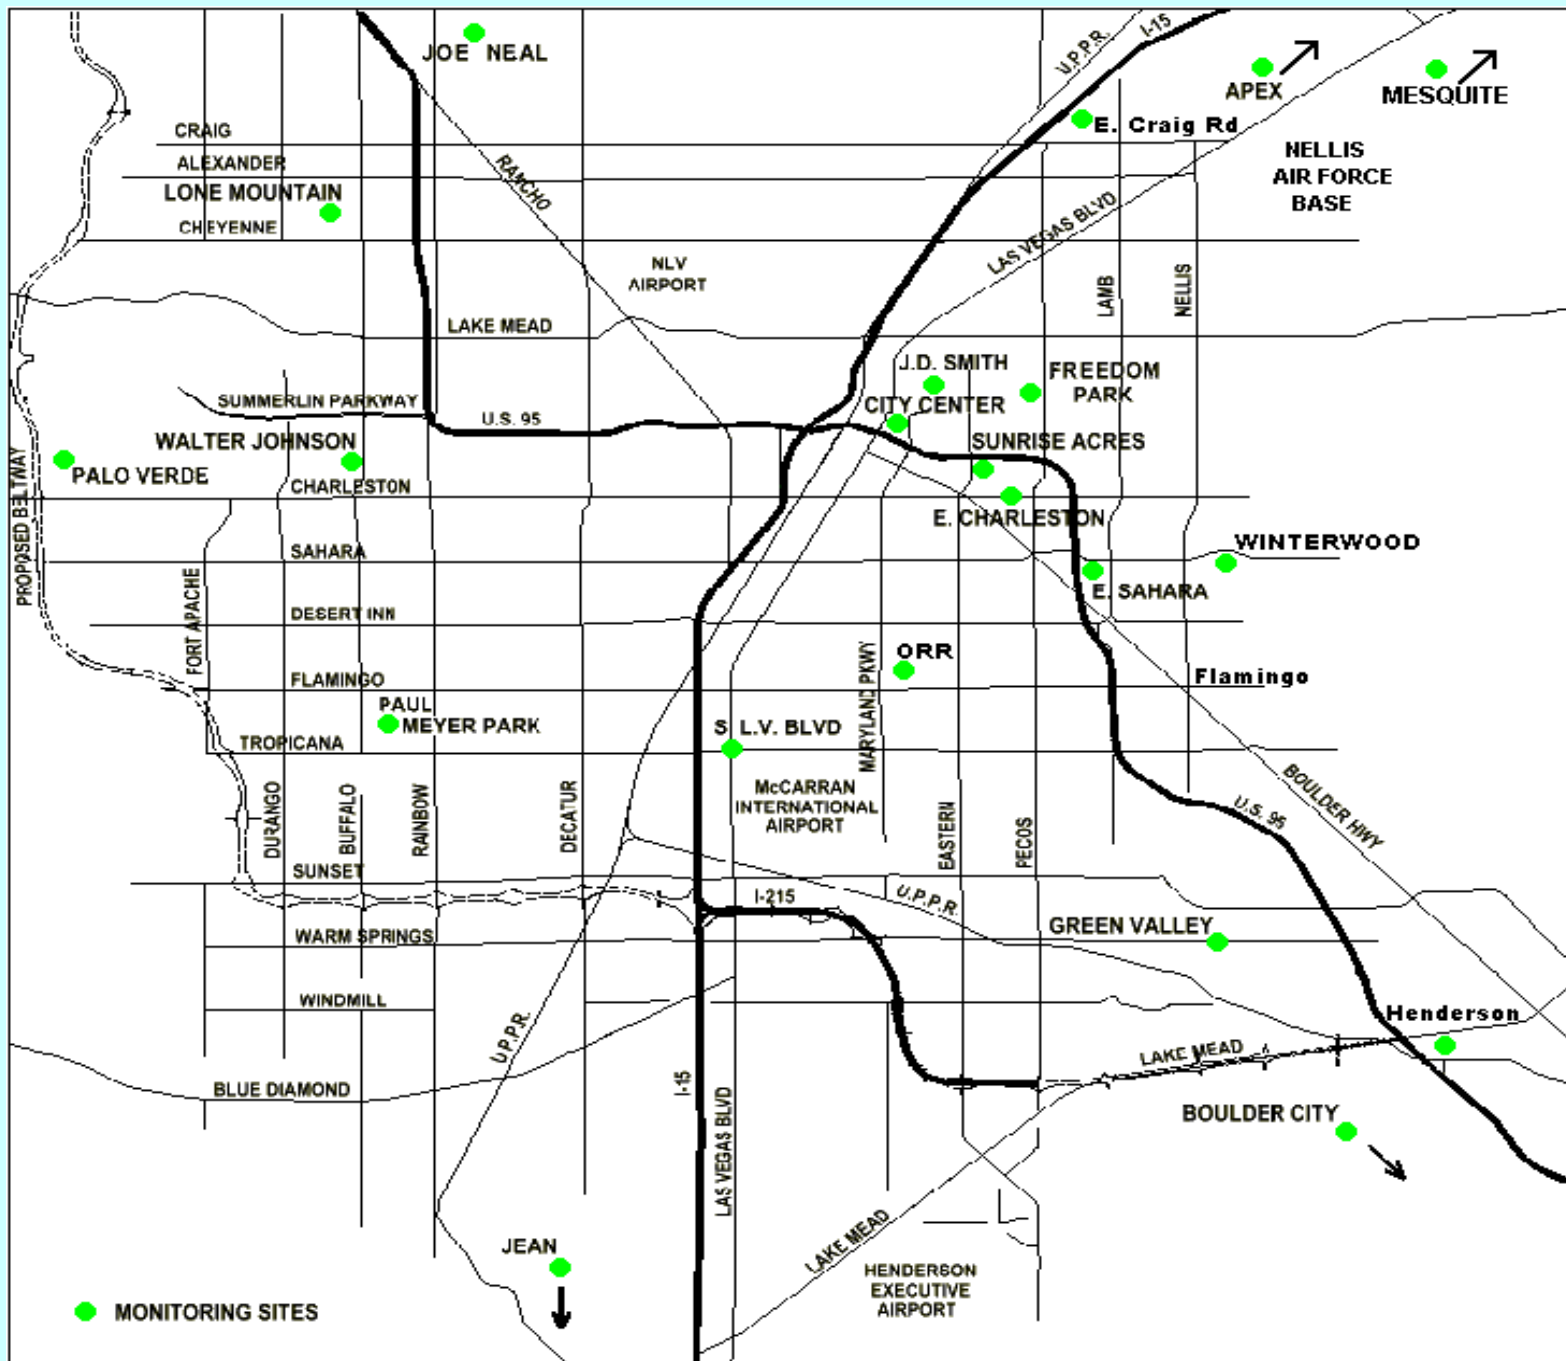 JOE NEAL
U.P.P.R.
I-15
APEX
MESQUITE
CRAIG
E. Craig Rd
ALEXANDER
RANCHO
NELLIS
AIR FORCE
BASE
LONE MOUNTAIN
CHEYENNE
LAS VEGAS BLVD
NLV
AIRPORT
LAMB
NELLIS
LAKE MEAD
J.D. SMITH
FREEDOM
PARK
SUMMERLIN PARKWAY
U.S. 95
CITY CENTER
WALTER JOHNSON
SUNRISE ACRES
PALO VERDE
CHARLESTON
E. CHARLESTON
PROPOSED BELTWAY
SAHARA
WINTERWOOD
E. SAHARA
FORT APACHE
DESERT INN
ORR
MARYLAND PKWY
FLAMINGO
Flamingo
PAUL
MEYER PARK
S. L.V. BLVD
TROPICANA
McCARRAN
INTERNATIONAL
AIRPORT
BOULDER HWY
U.S. 95
DURANGO
BUFFALO
RAINBOW
DECATUR
EASTERN
PECOS
SUNSET
I-215
U.P.P.R.
WARM SPRINGS
GREEN VALLEY
WINDMILL
Henderson
U.P.P.R.
LAKE MEAD
BLUE DIAMOND
I-15
LAS VEGAS BLVD
BOULDER CITY
JEAN
LAKE MEAD
HENDERSON
EXECUTIVE
AIRPORT
MONITORING SITES